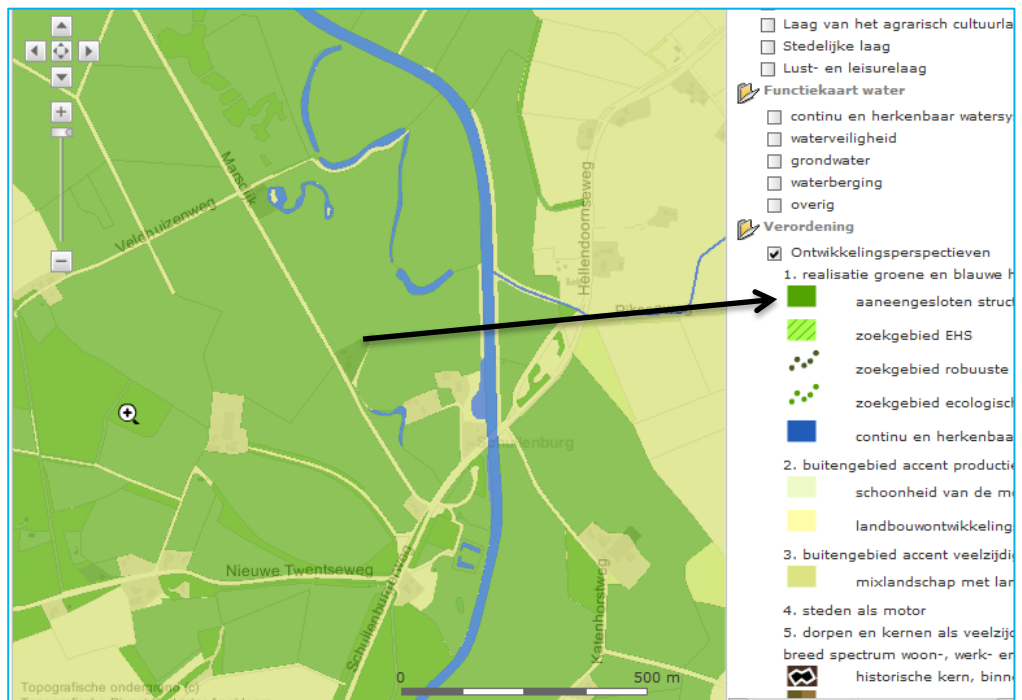 Marsdijk
Veldhuizenweg
Hellendoornseweg
Schuilenburg
Nieuwe Twentseweg
Schuilenburgerweg
Katenhorstweg
0 500 m
Topografische ondergrond (c)
Laag van het agrarisch cultuurla
Stedelijke laag
Lust- en leisurelaag
Functiekaart water
continu en herkenbaar watersy
waterveiligheid
grondwater
waterberging
overig
Verordening
Ontwikkelingsperspectieven
1. realisatie groene en blauwe h
aaneengesloten struct
zoekgebied EHS
zoekgebied robuuste
zoekgebied ecologisch
continu en herkenbaa
2. buitengebied accent productie
schoonheid van de mo
landbouwontwikkeling
3. buitengebied accent veelzijdig
mixlandschap met lan
4. steden als motor
5. dorpen en kernen als veelzijd
breed spectrum woon-, werk- en
historische kern, binne